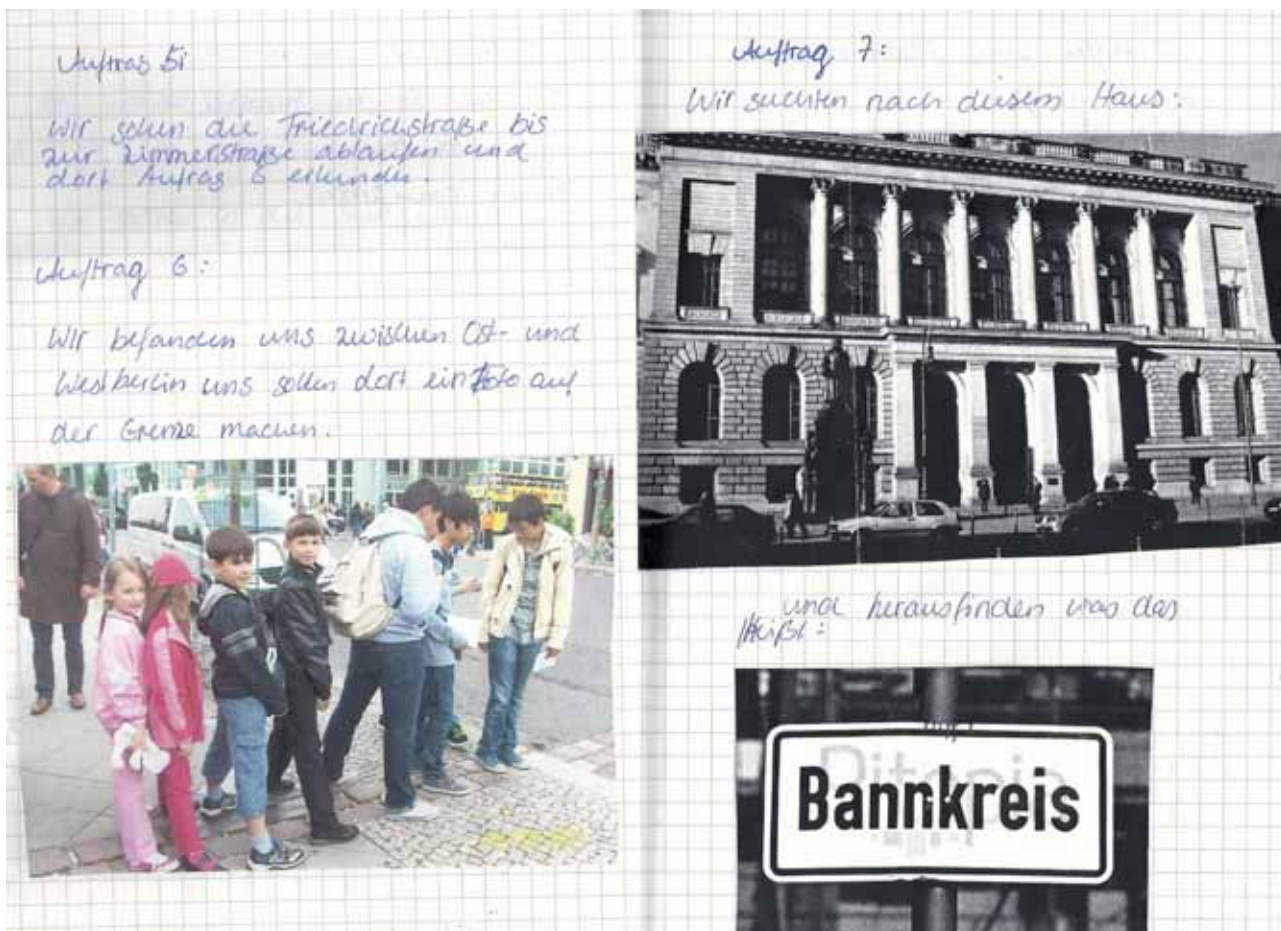 Auftrag 5:
Wir sollen die Friedrichstraße bis
zur Zimmerstraße ablaufen und
dort Aufrag 6 erkunden.
Auftrag 6:
Wir befanden uns zwischen Ost- und
Westberlin uns sollen dort ein Foto auf
der Grenze machen.
Auftrag 7:
Wir suchten nach diesem Haus:
und herausfinden was das
Heißt:
Bannkreis